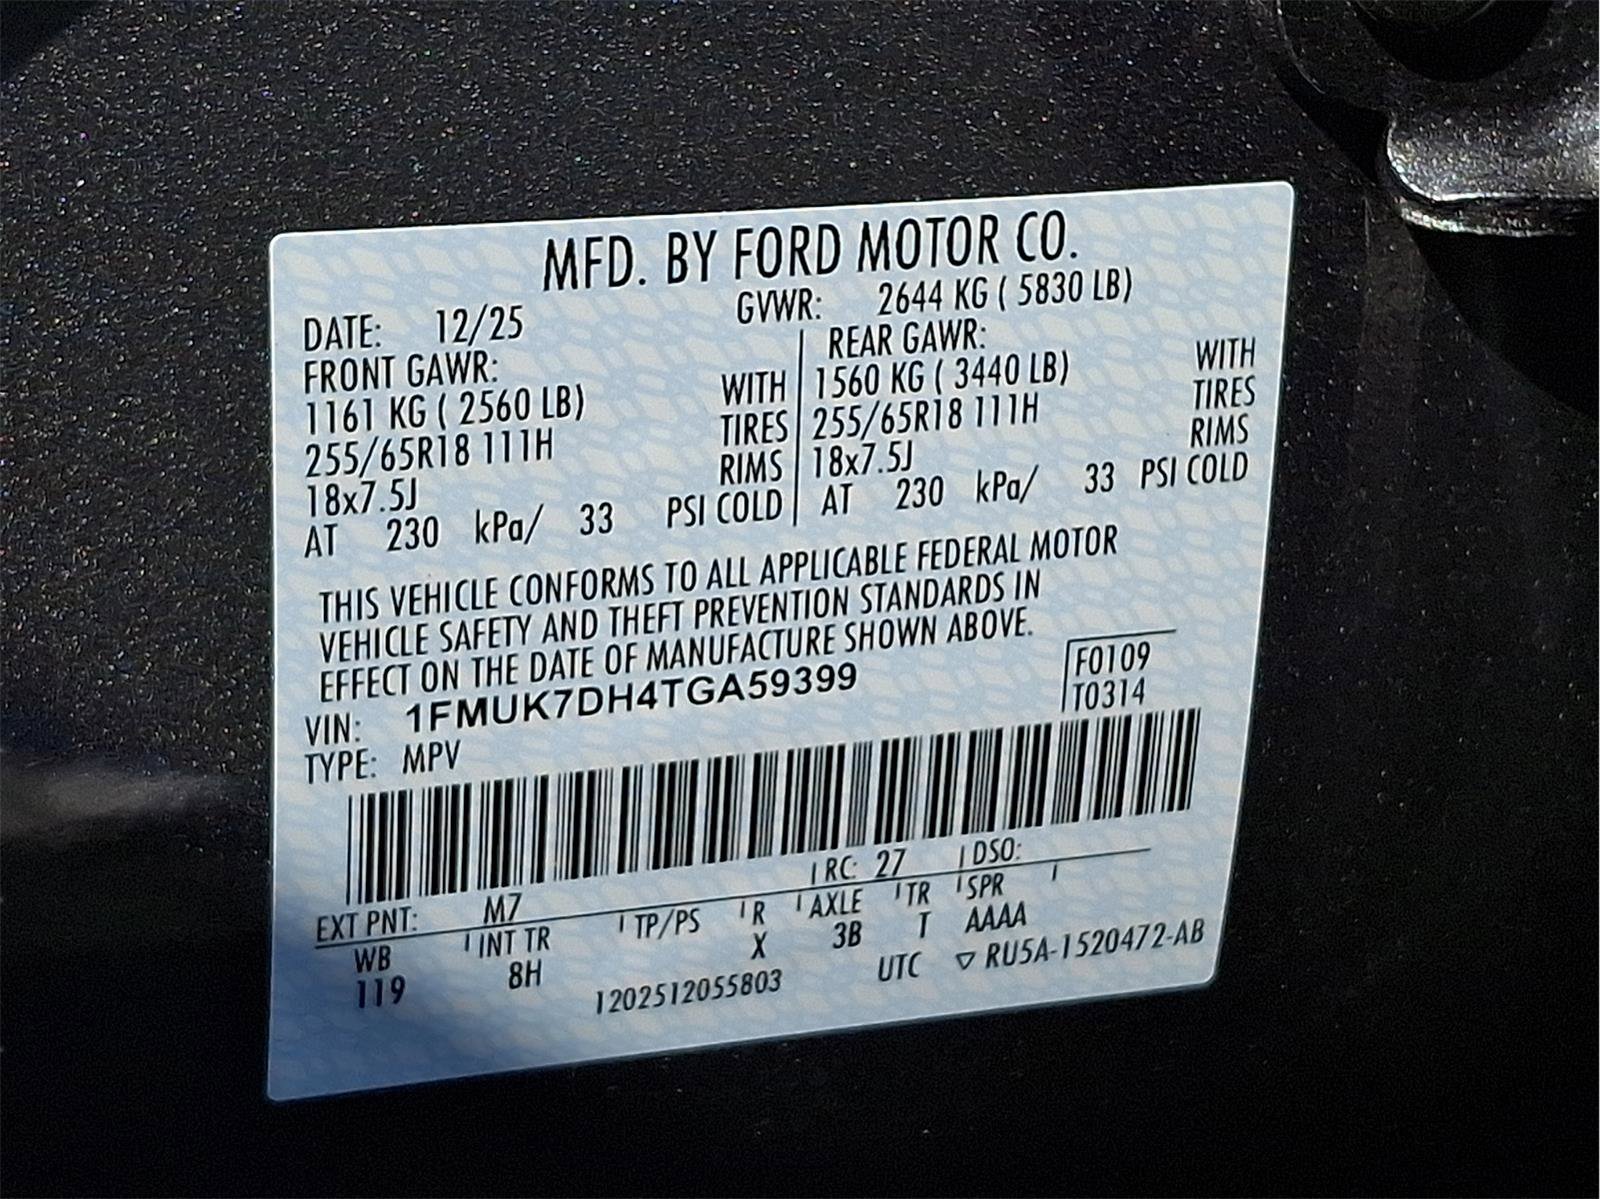 MFD. BY FORD MOTOR CO.
DATE: 12/25 GVWR: 2644 KG ( 5830 LB)
FRONT GAWR: REAR GAWR:
1161 KG ( 2560 LB) WITH 1560 KG ( 3440 LB) WITH
255/65R18 111H TIRES 255/65R18 111H TIRES
18x7.5J RIMS 18x7.5J RIMS
AT 230 kPa/ 33 PSI COLD AT 230 kPa/ 33 PSI COLD
THIS VEHICLE CONFORMS TO ALL APPLICABLE FEDERAL MOTOR
VEHICLE SAFETY AND THEFT PREVENTION STANDARDS IN
EFFECT ON THE DATE OF MANUFACTURE SHOWN ABOVE.
VIN: 1FMUK7DH4TGA59399 F0109
TYPE: MPV T0314
EXT PNT: M7 RC: 27 DSO:
WB INT TR TP/PS R AXLE TR SPR
119 8H X 3B T AAAA
1202512055803 UTC ▽ RU5A-1520472-AB